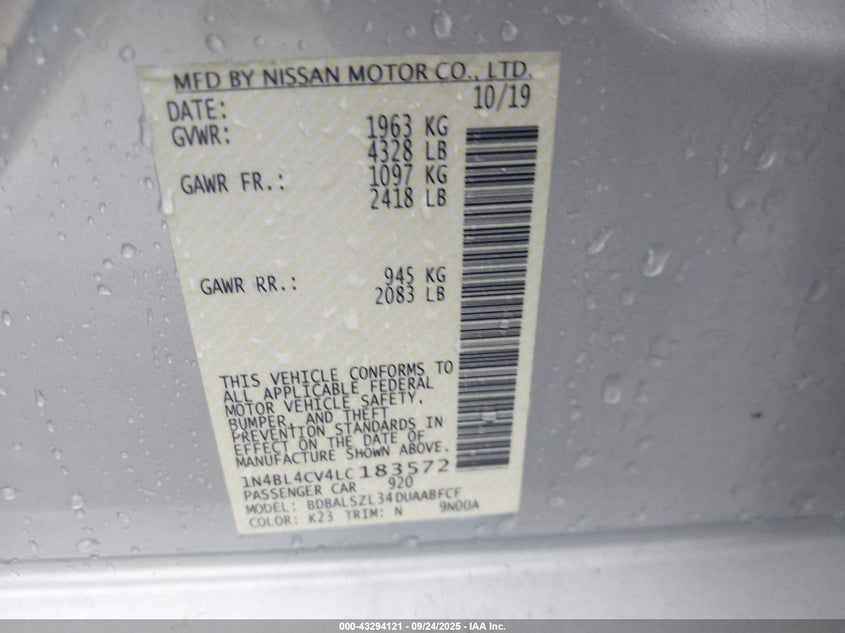 MFD BY NISSAN MOTOR CO., LTD.
DATE: 10/19
GVWR: 1963 KG
4328 LB
GAWR FR.: 1097 KG
2418 LB
GAWR RR.: 945 KG
2083 LB
THIS VEHICLE CONFORMS TO
ALL APPLICABLE FEDERAL
MOTOR VEHICLE SAFETY,
BUMPER, AND THEFT
PREVENTION STANDARDS IN
EFFECT ON THE DATE OF
MANUFACTURE SHOWN ABOVE.
1N4BL4CV4LC183572
PASSENGER CAR 920
MODEL: BDBALSZL34DUAABFCF
COLOR: K23 TRIM: N 9N00A
000-43294121 - 09/24/2025 - IAA Inc.